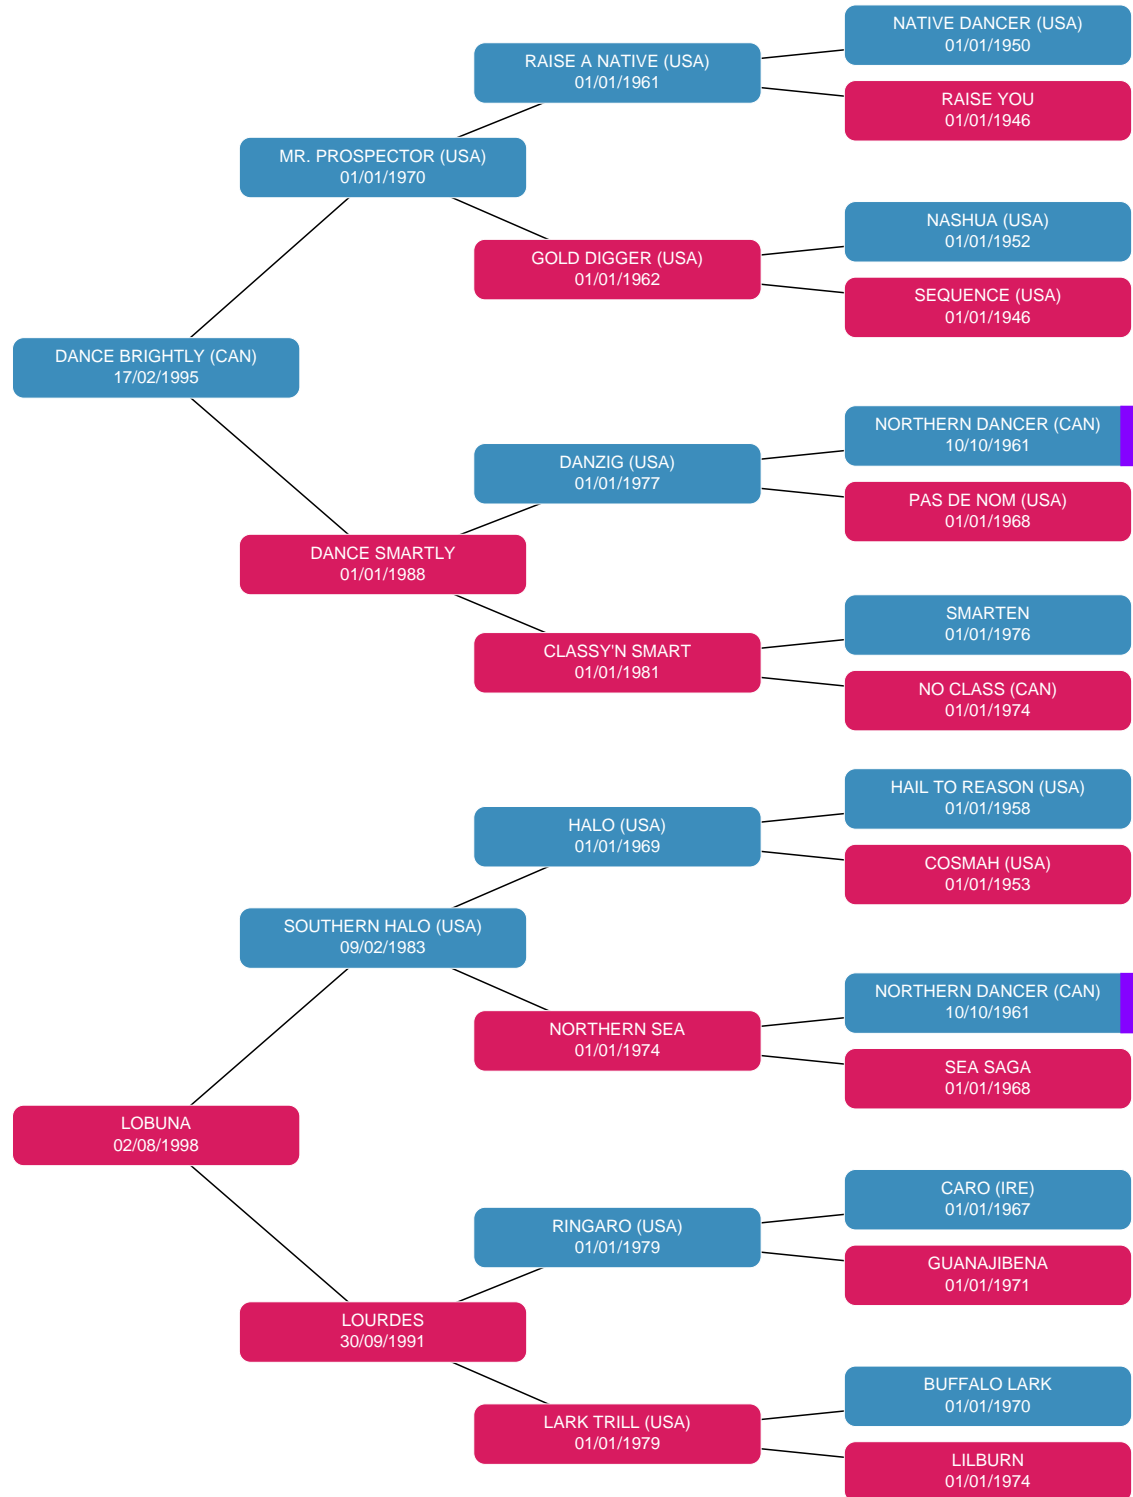 NATIVE DANCER (USA)
01/01/1950
RAISE A NATIVE (USA)
01/01/1961
RAISE YOU
01/01/1946
MR. PROSPECTOR (USA)
01/01/1970
NASHUA (USA)
01/01/1952
GOLD DIGGER (USA)
01/01/1962
SEQUENCE (USA)
01/01/1946
DANCE BRIGHTLY (CAN)
17/02/1995
NORTHERN DANCER (CAN)
10/10/1961
DANZIG (USA)
01/01/1977
PAS DE NOM (USA)
01/01/1968
DANCE SMARTLY
01/01/1988
SMARTEN
01/01/1976
CLASSY'N SMART
01/01/1981
NO CLASS (CAN)
01/01/1974
HAIL TO REASON (USA)
01/01/1958
HALO (USA)
01/01/1969
COSMAH (USA)
01/01/1953
SOUTHERN HALO (USA)
09/02/1983
NORTHERN DANCER (CAN)
10/10/1961
NORTHERN SEA
01/01/1974
SEA SAGA
01/01/1968
LOBUNA
02/08/1998
CARO (IRE)
01/01/1967
RINGARO (USA)
01/01/1979
GUANAJIBENA
01/01/1971
LOURDES
30/09/1991
BUFFALO LARK
01/01/1970
LARK TRILL (USA)
01/01/1979
LILBURN
01/01/1974